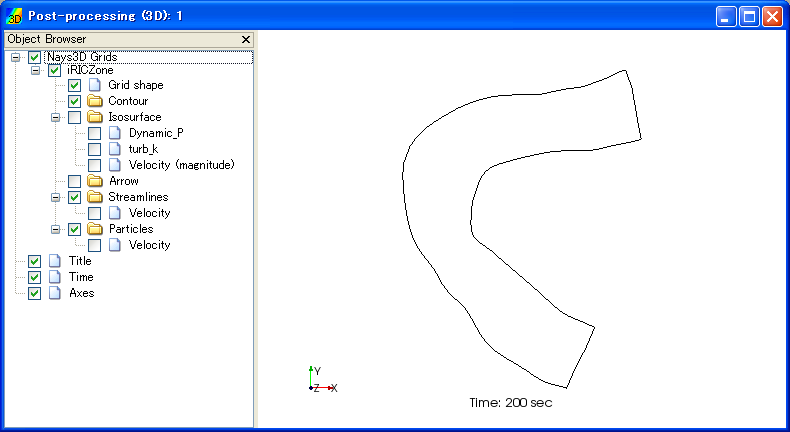 3D
Post-processing (3D): 1
Object Browser
Nays3D Grids
iRICZone
Grid shape
Contour
Isosurface
Dynamic_P
turb_k
Velocity (magnitude)
Arrow
Streamlines
Velocity
Particles
Velocity
Title
Time
Axes
Y
Z X
Time: 200 sec